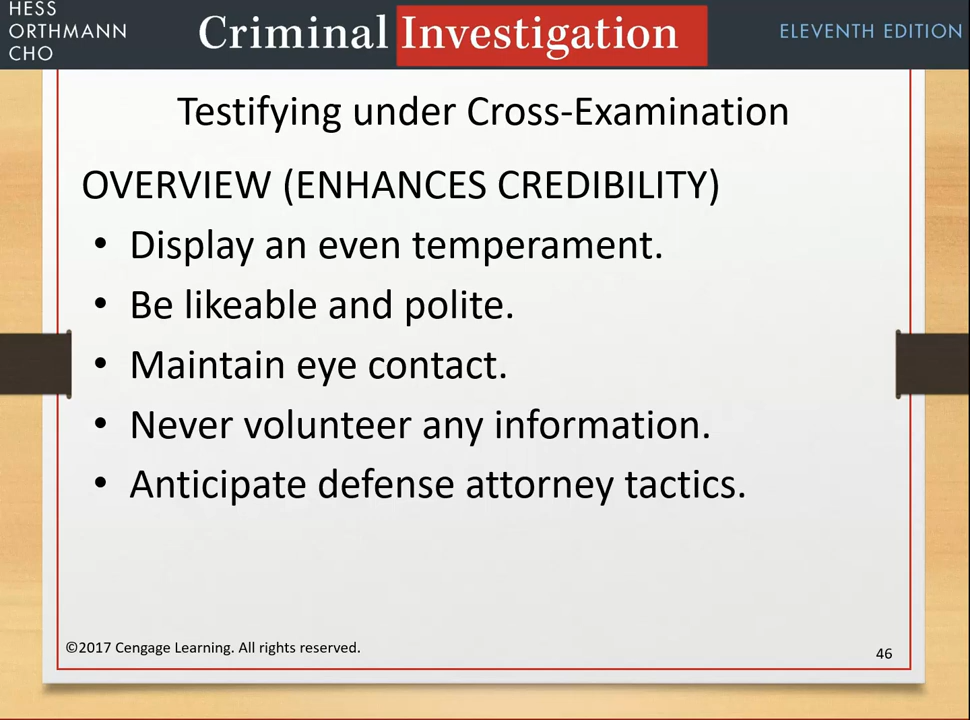 HESS
ORTHMANN
CHO
Criminal Investigation
ELEVENTH EDITION
Testifying under Cross-Examination
OVERVIEW (ENHANCES CREDIBILITY)
• Display an even temperament.
• Be likeable and polite.
• Maintain eye contact.
• Never volunteer any information.
• Anticipate defense attorney tactics.
©2017 Cengage Learning. All rights reserved.
46